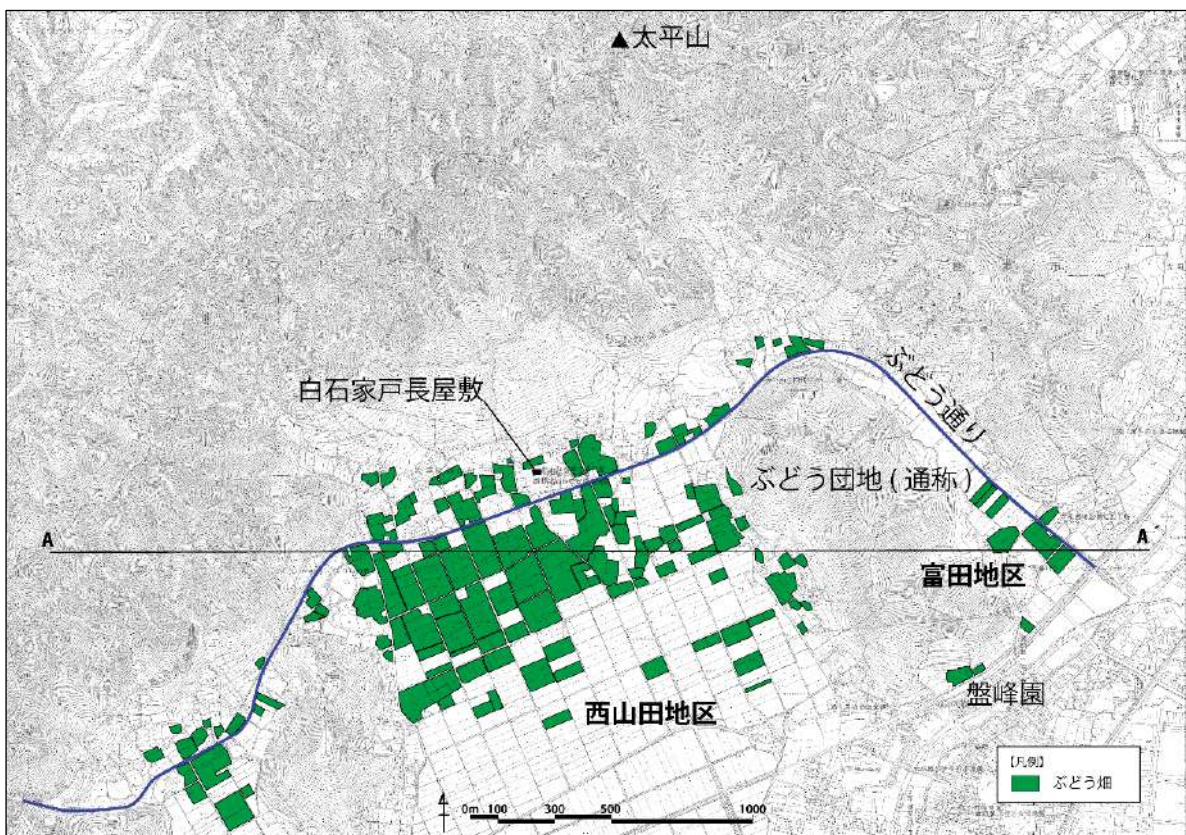 ▲太平山
ぶどう通り
白石家戸長屋敷
ぶどう団地(通称)
A
A´
富田地区
盤峰園
西山田地区
【凡例】
ぶどう畑
0m 100 300 500 1000